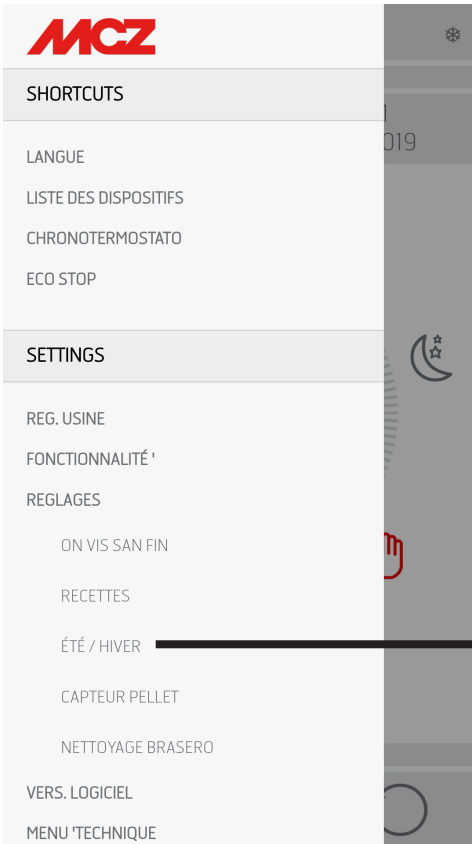 MCZ
SHORTCUTS
019
LANGUE
LISTE DES DISPOSITIFS
CHRONOTERMOSTATO
ECO STOP
SETTINGS
REG. USINE
FONCTIONNALITÉ '
REGLAGES
ON VIS SAN FIN
RECETTES
ÉTÉ / HIVER
CAPTEUR PELLET
NETTOYAGE BRASERO
VERS. LOGICIEL
MENU 'TECHNIQUE